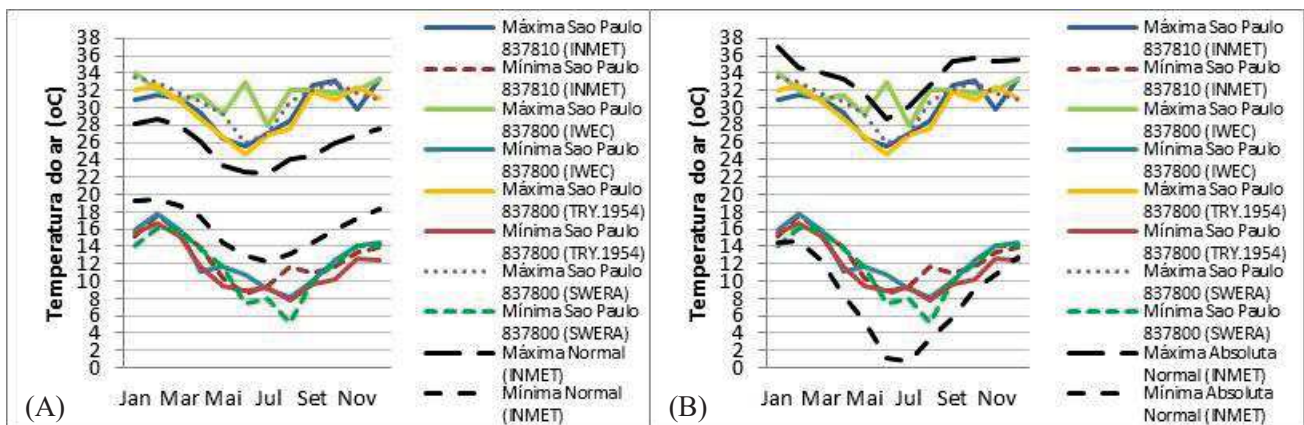 38
36
34
32
30
28
26
24
22
20
18
16
14
12
10
8
6
4
2
0
Temperatura do ar (oC)
Jan Mar Mai Jul Set Nov
(A)
Máxima Sao Paulo
837810 (INMET)
Mínima Sao Paulo
837810 (INMET)
Máxima Sao Paulo
837800 (IWEC)
Mínima Sao Paulo
837800 (IWEC)
Máxima Sao Paulo
837800 (TRY.1954)
Mínima Sao Paulo
837800 (TRY.1954)
Máxima Sao Paulo
837800 (SWERA)
Mínima Sao Paulo
837800 (SWERA)
Máxima Normal
(INMET)
Mínima Normal
(INMET)
38
36
34
32
30
28
26
24
22
20
18
16
14
12
10
8
6
4
2
0
Temperatura do ar (oC)
Jan Mar Mai Jul Set Nov
(B)
Máxima Sao Paulo
837810 (INMET)
Mínima Sao Paulo
837810 (INMET)
Máxima Sao Paulo
837800 (IWEC)
Mínima Sao Paulo
837800 (IWEC)
Máxima Sao Paulo
837800 (TRY.1954)
Mínima Sao Paulo
837800 (TRY.1954)
Máxima Sao Paulo
837800 (SWERA)
Mínima Sao Paulo
837800 (SWERA)
Máxima Absoluta
Normal (INMET)
Mínima Absoluta
Normal (INMET)